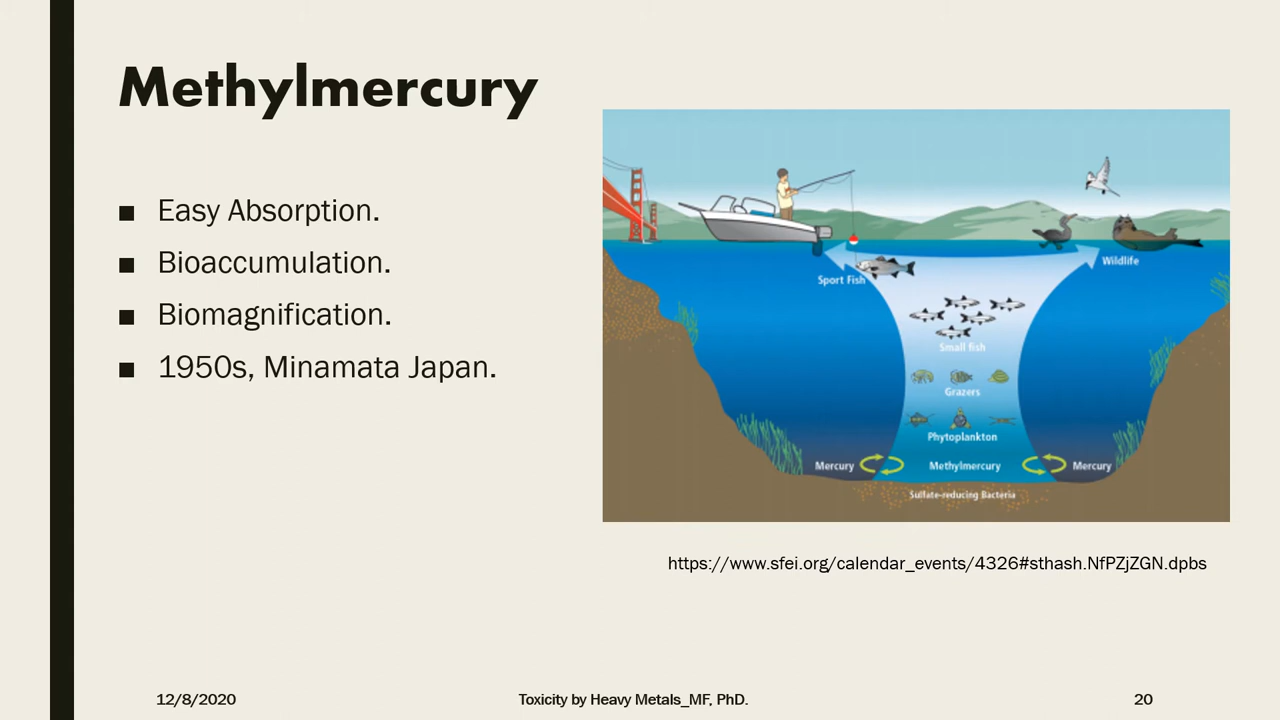 Methylmercury
■ Easy Absorption.
■ Bioaccumulation.
■ Biomagnification.
■ 1950s, Minamata Japan.
Sport Fish
Wildlife
Small fish
Grazers
Phytoplankton
Mercury Methylmercury Mercury
Sulfate-reducing Bacteria
https://www.sfei.org/calendar_events/4326#sthash.NfPZjZGN.dpbs
12/8/2020 Toxicity by Heavy Metals_MF, PhD. 20